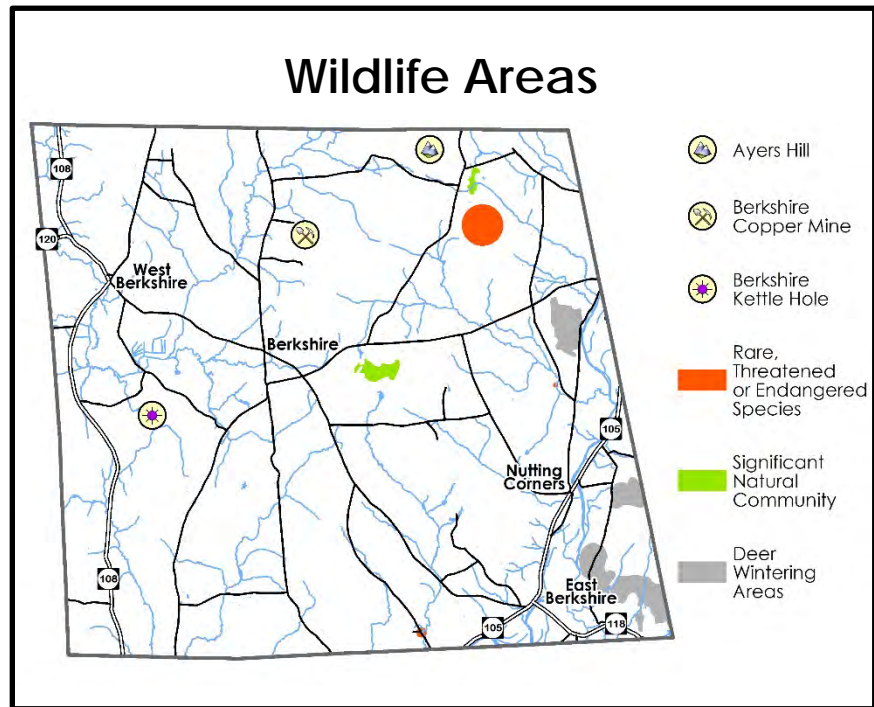 Wildlife Areas
108
120
West
Berkshire
Berkshire
105
Nutting
Corners
108
East
Berkshire
105
118
Ayers Hill
Berkshire
Copper Mine
Berkshire
Kettle Hole
Rare,
Threatened
or Endangered
Species
Significant
Natural
Community
Deer
Wintering
Areas